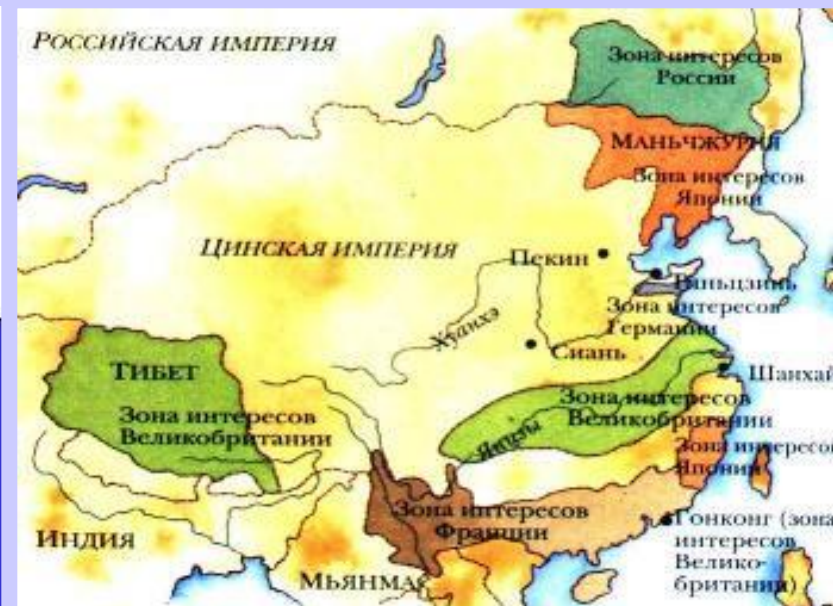 РОССИЙСКАЯ ИМПЕРИЯ
Зона интересов
России
МАНЬЧЖУРИЯ
Зона интересов
Японии
ЦИНСКАЯ ИМПЕРИЯ
Пекин
Тяньцзинь
Зона интересов
Германии
Хуанхэ
Сиань
Шанхай
ТИБЕТ
Зона интересов
Великобритании
Зона интересов
Великобритании
Янцзы
Зона интересов
Японии
Зона интересов
Франции
Гонконг (зона
интересов
Велико-
британии)
ИНДИЯ
МЬЯНМА